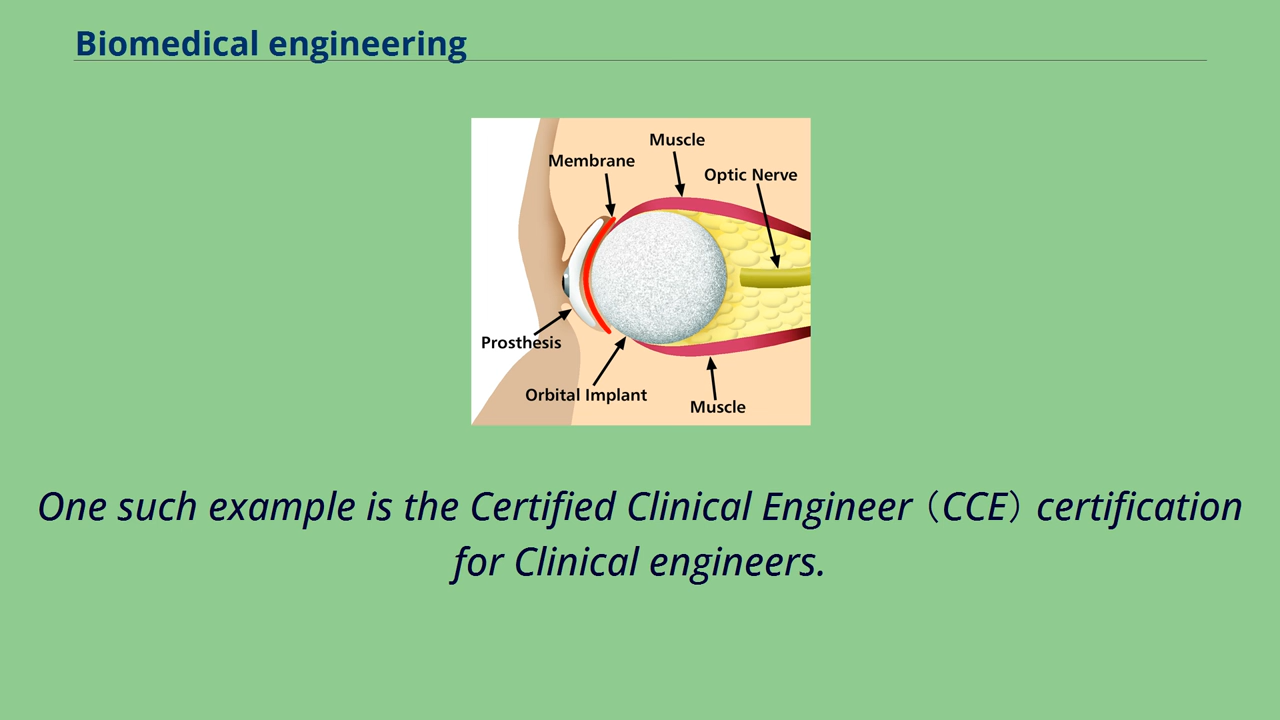 Biomedical engineering
Muscle
Membrane
Optic Nerve
Prosthesis
Orbital Implant
Muscle
One such example is the Certified Clinical Engineer（CCE）certification
for Clinical engineers.